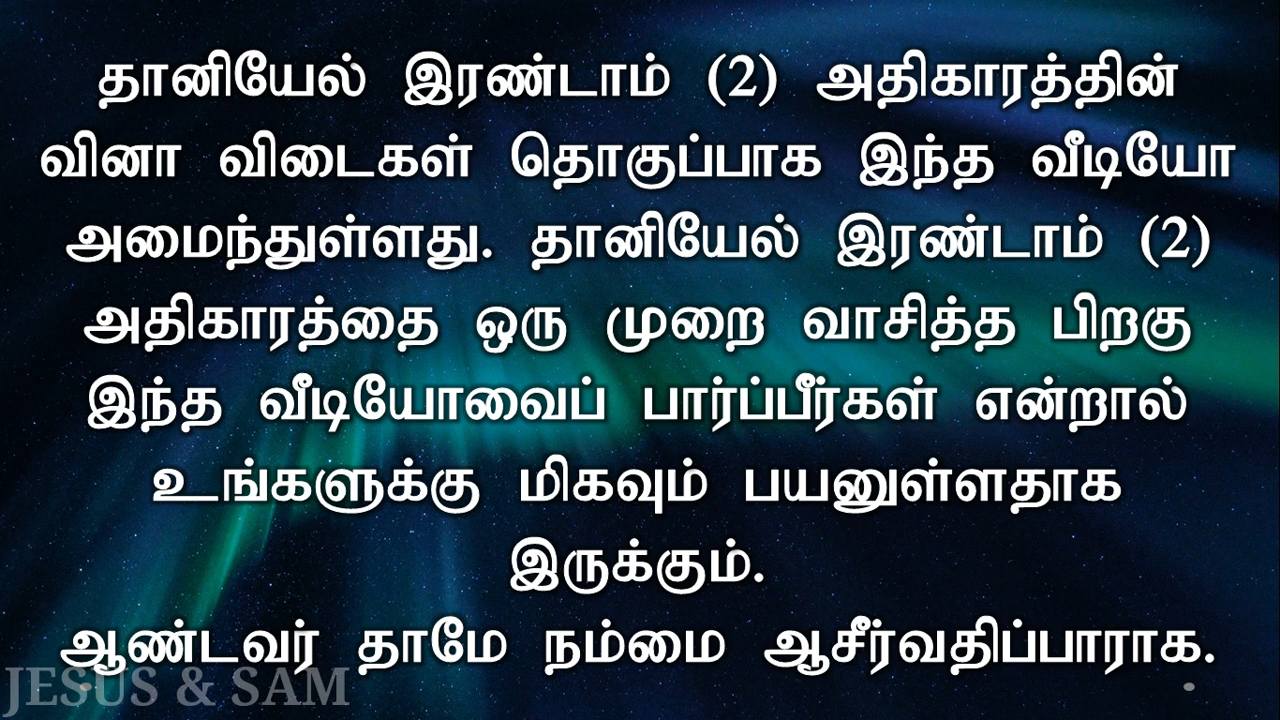 தானியேல் இரண்டாம் (2) அதிகாரத்தின்
வினா விடைகள் தொகுப்பாக இந்த வீடியோ
அமைந்துள்ளது. தானியேல் இரண்டாம் (2)
அதிகாரத்தை ஒரு முறை வாசித்த பிறகு
இந்த வீடியோவைப் பார்ப்பீர்கள் என்றால்
உங்களுக்கு மிகவும் பயனுள்ளதாக
இருக்கும்.
ஆண்டவர் தாமே நம்மை ஆசீர்வதிப்பாராக.
JESUS & SAM